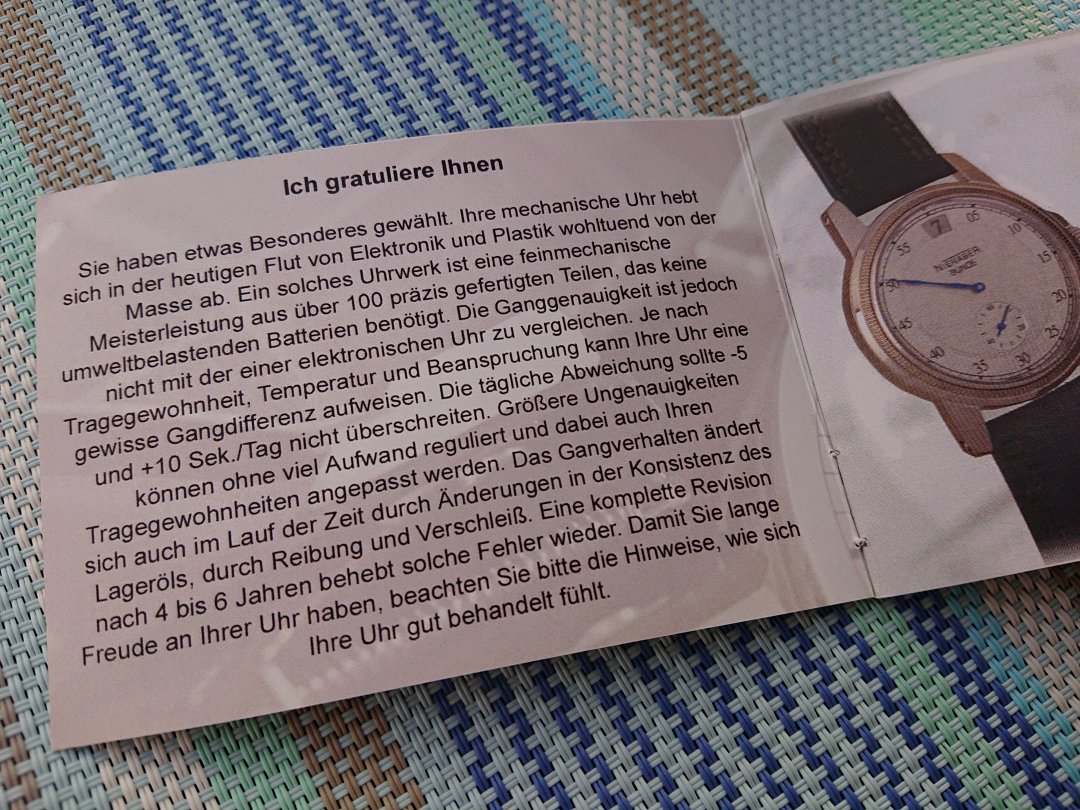 Ich gratuliere Ihnen
Sie haben etwas Besonderes gewählt. Ihre mechanische Uhr hebt
sich in der heutigen Flut von Elektronik und Plastik wohltuend von der
Masse ab. Ein solches Uhrwerk ist eine feinmechanische
Meisterleistung aus über 100 präzis gefertigten Teilen, das keine
umweltbelastenden Batterien benötigt. Die Ganggenauigkeit ist jedoch
nicht mit der einer elektronischen Uhr zu vergleichen. Je nach
Tragegewohnheit, Temperatur und Beanspruchung kann Ihre Uhr eine
gewisse Gangdifferenz aufweisen. Die tägliche Abweichung sollte -5
und +10 Sek./Tag nicht überschreiten. Größere Ungenauigkeiten
können ohne viel Aufwand reguliert und dabei auch Ihren
Tragegewohnheiten angepasst werden. Das Gangverhalten ändert
sich auch im Lauf der Zeit durch Änderungen in der Konsistenz des
Lageröls, durch Reibung und Verschleiß. Eine komplette Revision
nach 4 bis 6 Jahren behebt solche Fehler wieder. Damit Sie lange
Freude an Ihrer Uhr haben, beachten Sie bitte die Hinweise, wie sich
Ihre Uhr gut behandelt fühlt.
7
05
10
15
20
25
30
35
40
45
50
55
NIENABER
BÜNDE